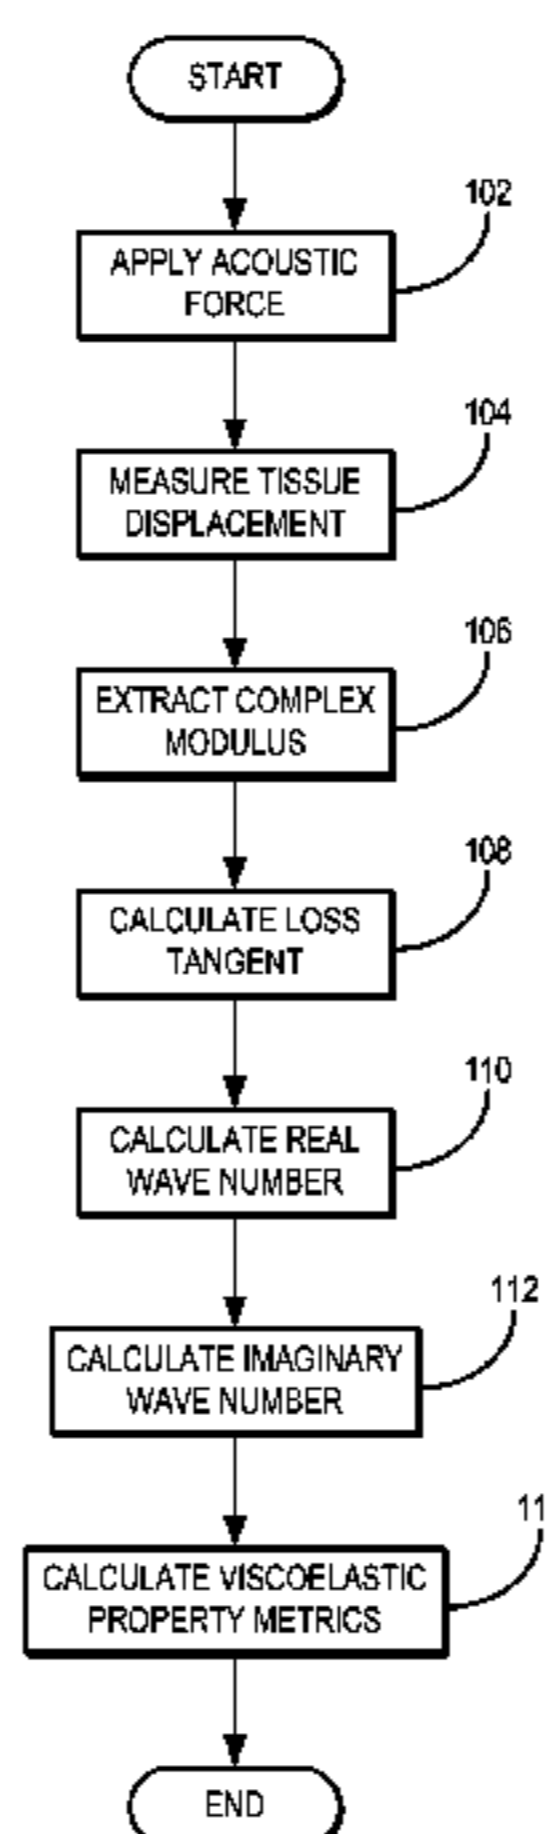 START
102
APPLY ACOUSTIC
FORCE
104
MEASURE TISSUE
DISPLACEMENT
106
EXTRACT COMPLEX
MODULUS
108
CALCULATE LOSS
TANGENT
110
CALCULATE REAL
WAVE NUMBER
112
CALCULATE IMAGINARY
WAVE NUMBER
11
CALCULATE VISCOELASTIC
PROPERTY METRICS
END